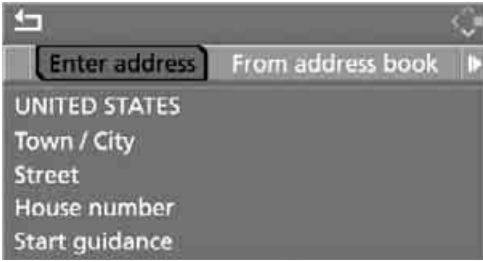 Enter address From address book
UNITED STATES
Town / City
Street
House number
Start guidance